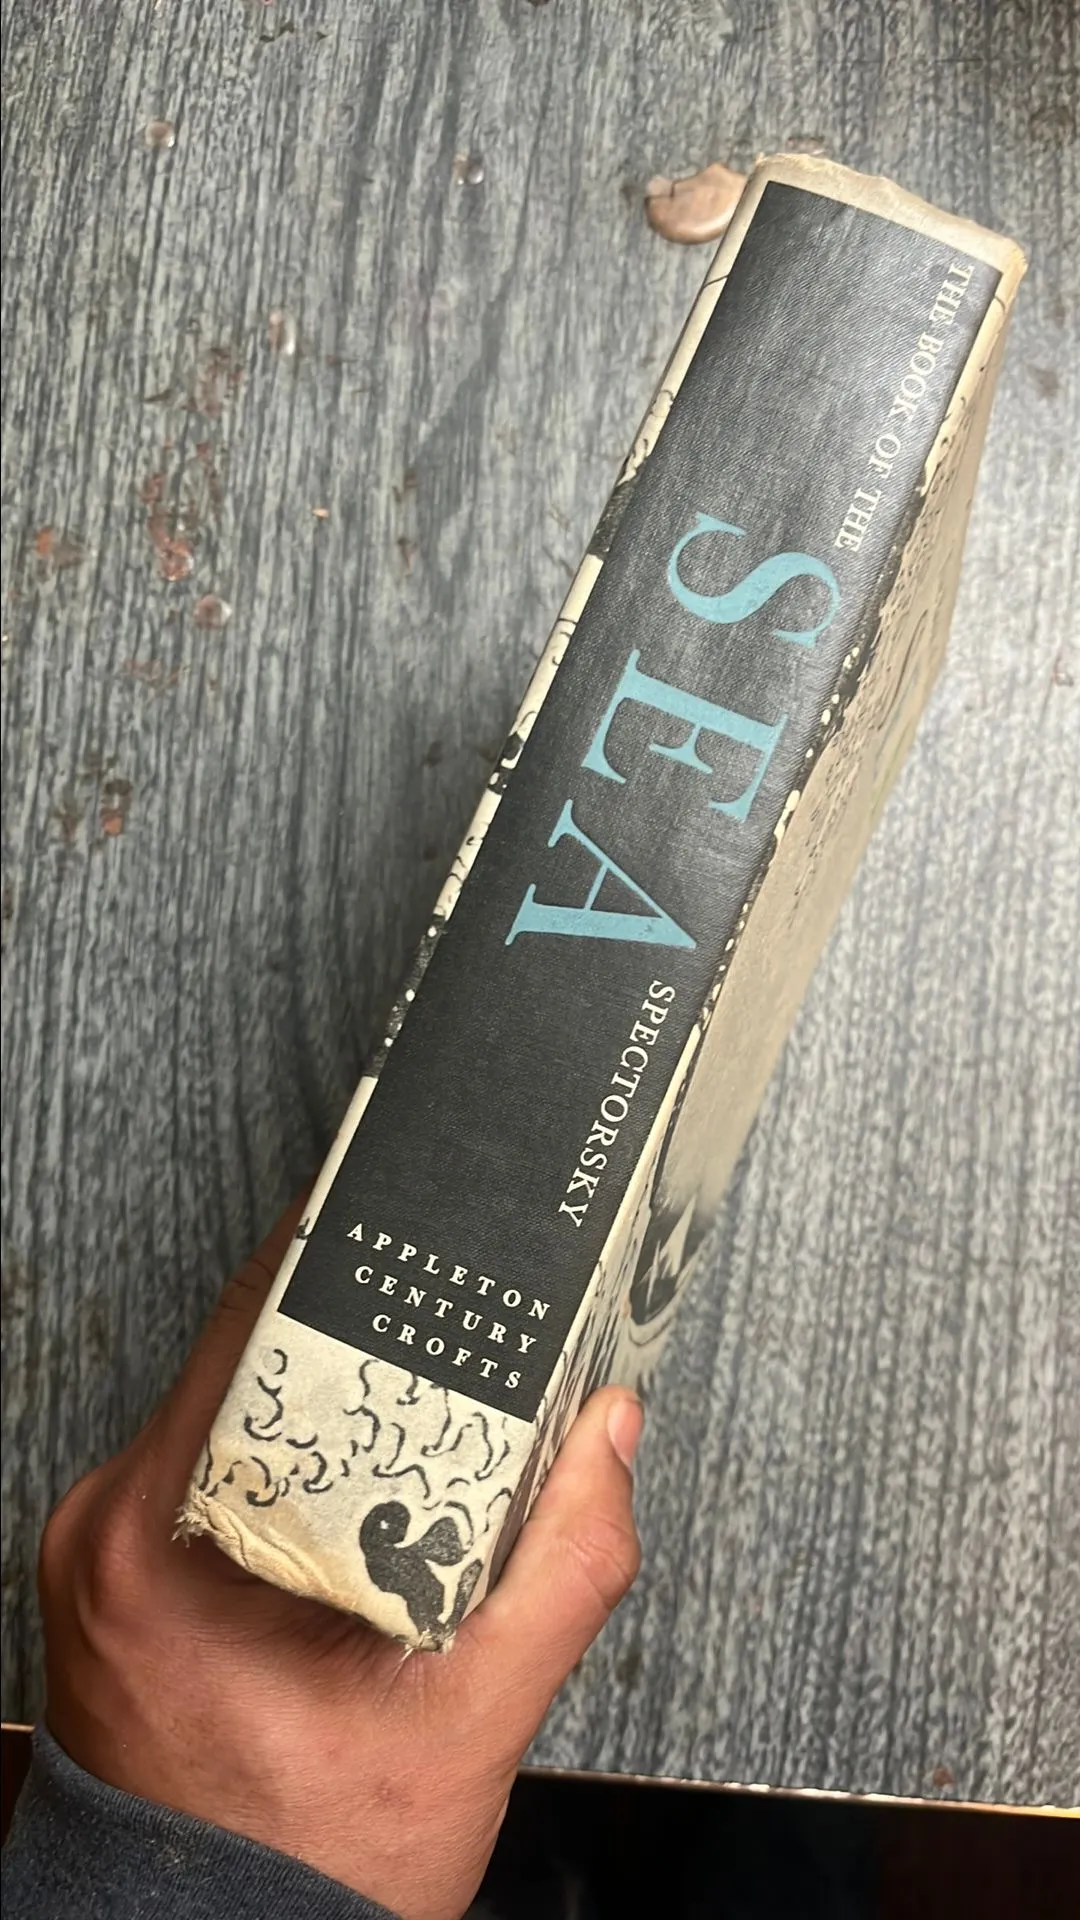 THE BOOK OF THE
SEA
SPECTORSKY
APPLETON
CENTURY
CROFTS